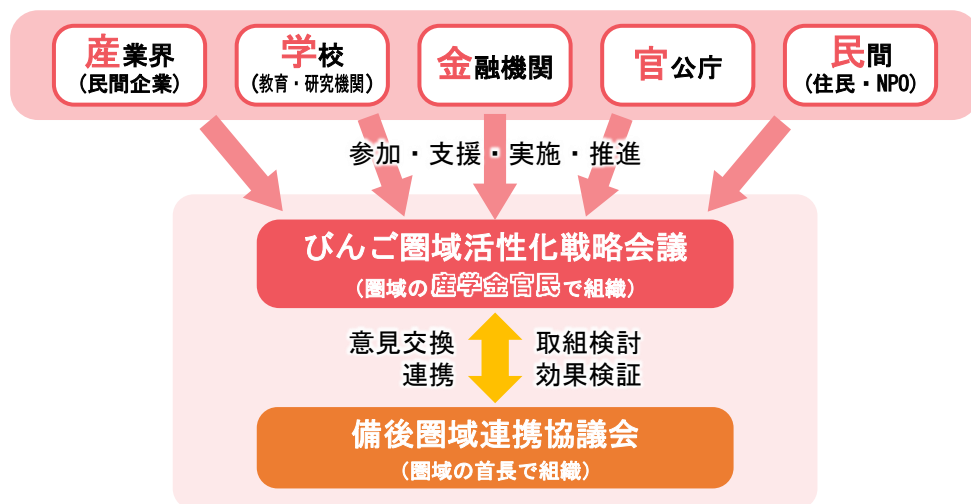 産業界
(民間企業)
学校
(教育・研究機関)
金融機関
官公庁
民間
(住民・NPO)
参加・支援・実施・推進
びんご圏域活性化戦略会議
(圏域の産学金官民で組織)
意見交換
連携
取組検討
効果検証
備後圏域連携協議会
(圏域の首長で組織)